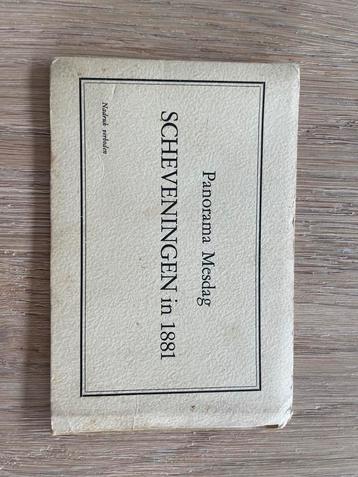 Panorama Mesdag
SCHEVENINGEN in 1881
Nadruk verboden